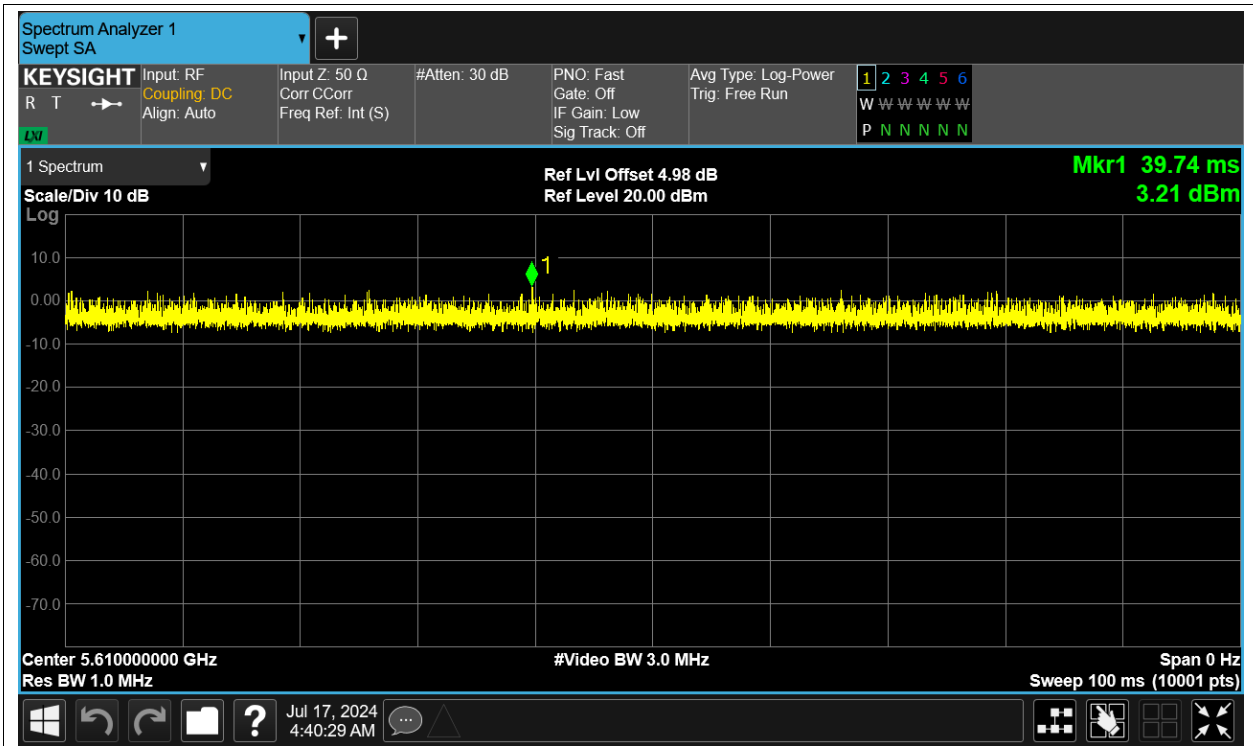 Spectrum Analyzer 1
Swept SA
KEYSIGHT
R T
LXI
Input: RF
Coupling: DC
Align: Auto
Input Z: 50 Ω
Corr CCorr
Freq Ref: Int (S)
#Atten: 30 dB
PNO: Fast
Gate: Off
IF Gain: Low
Sig Track: Off
Avg Type: Log-Power
Trig: Free Run
1 2 3 4 5 6
W W W W W W
P N N N N N
1 Spectrum
Scale/Div 10 dB
Log
Ref Lvl Offset 4.98 dB
Ref Level 20.00 dBm
Mkr1 39.74 ms
3.21 dBm
1
10.0
0.00
-10.0
-20.0
-30.0
-40.0
-50.0
-60.0
-70.0
Center 5.610000000 GHz
Res BW 1.0 MHz
#Video BW 3.0 MHz
Span 0 Hz
Sweep 100 ms (10001 pts)
?
Jul 17, 2024
4:40:29 AM